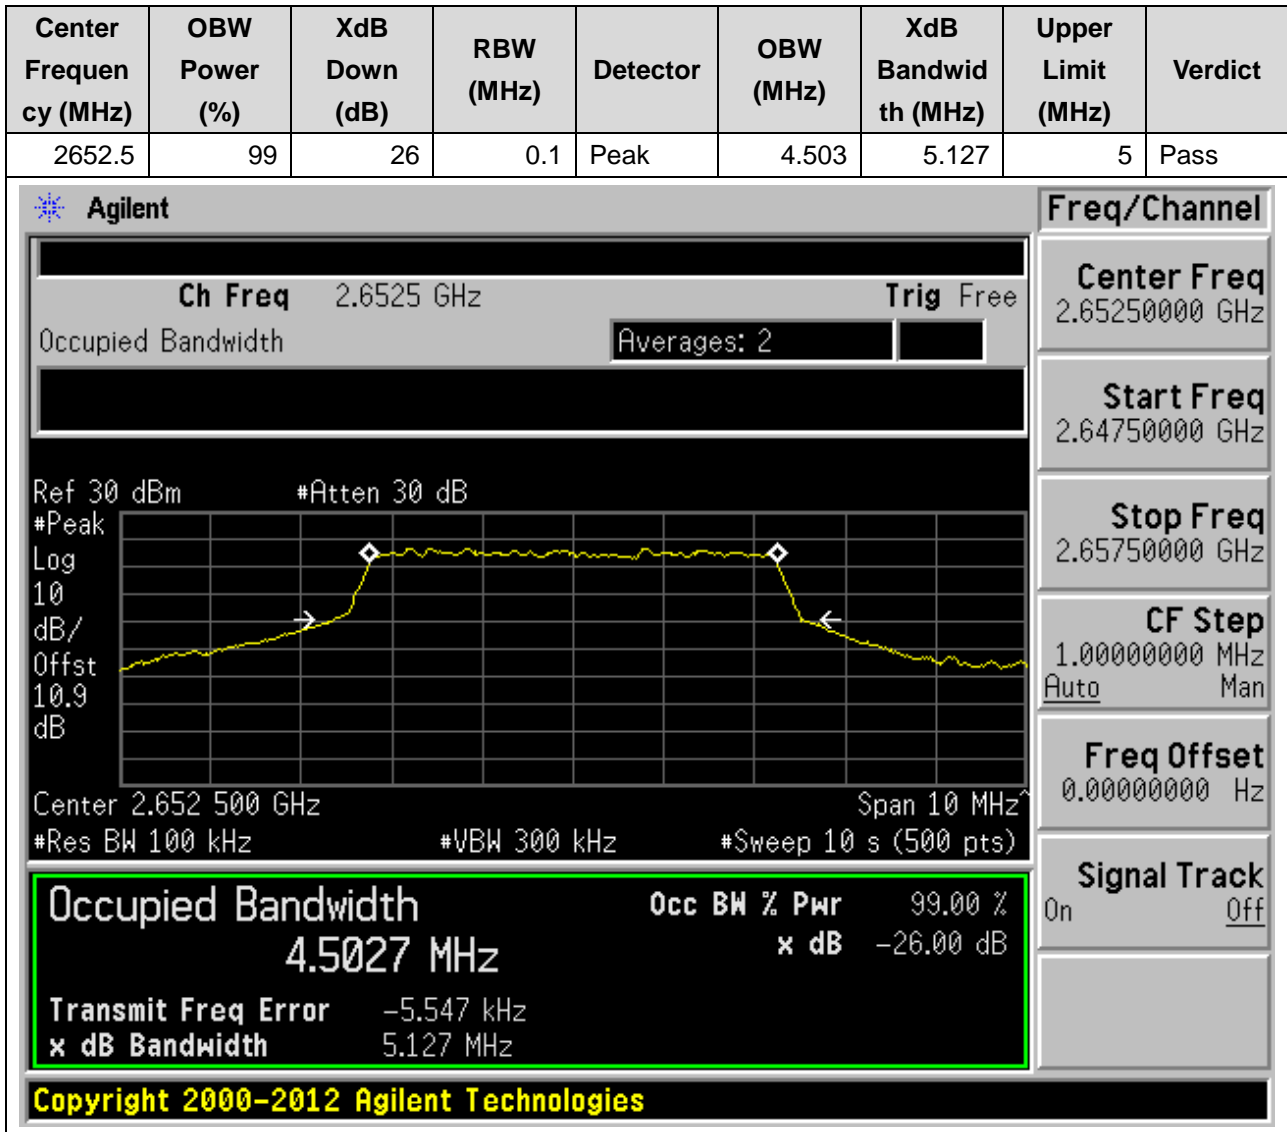 Center Frequen cy (MHz) OBW Power (%) XdB Down (dB) RBW (MHz) Detector OBW (MHz) XdB Bandwid th (MHz) Upper Limit (MHz) Verdict
2652.5 99 26 0.1 Peak 4.503 5.127 5 Pass
Agilent
Ch Freq 2.6525 GHz Trig Free
Occupied Bandwidth Averages: 2
Ref 30 dBm #Atten 30 dB
#Peak
Log
10
dB/
Offst
10.9
dB
Center 2.652 500 GHz Span 10 MHz^
#Res BW 100 kHz #VBW 300 kHz #Sweep 10 s (500 pts)
Occupied Bandwidth Occ BW % Pwr 99.00 %
4.5027 MHz x dB -26.00 dB
Transmit Freq Error -5.547 kHz
x dB Bandwidth 5.127 MHz
Copyright 2000-2012 Agilent Technologies
Freq/Channel
Center Freq
2.65250000 GHz
Start Freq
2.64750000 GHz
Stop Freq
2.65750000 GHz
CF Step
1.00000000 MHz
Auto Man
Freq Offset
0.00000000 Hz
Signal Track
On Off